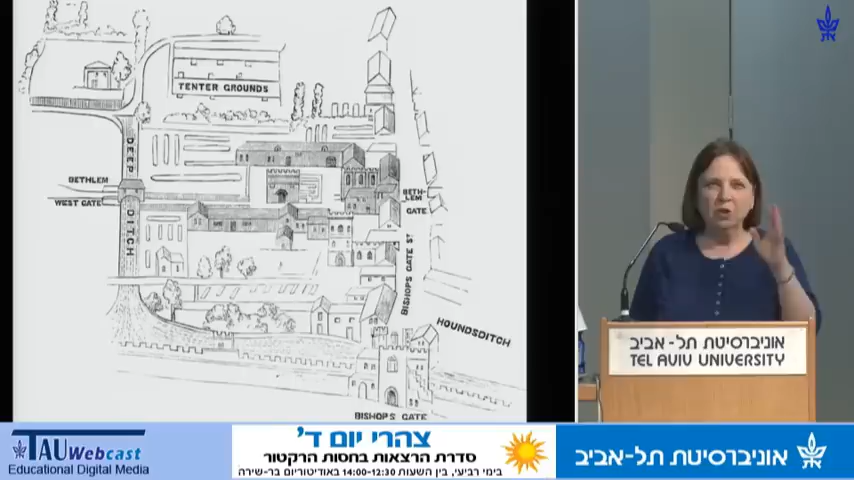 TENTER GROUNDS
DEEP
DITCH
BETHLEM
WEST GATE
BETH-
LEM
GATE
BISHOPS GATE ST
HOUNDSDITCH
BISHOPS GATE
אוניברסיטת תל-אביב
TEL AVIV UNIVERSITY
TAU Webcast
Educational Digital Media
צהרי יום ד'
סדרת הרצאות בחסות הרקטור
בימי רביעי, בין השעות 14:00-12:30 באודיטוריום בר-שירה
אוניברסיטת תל-אביב